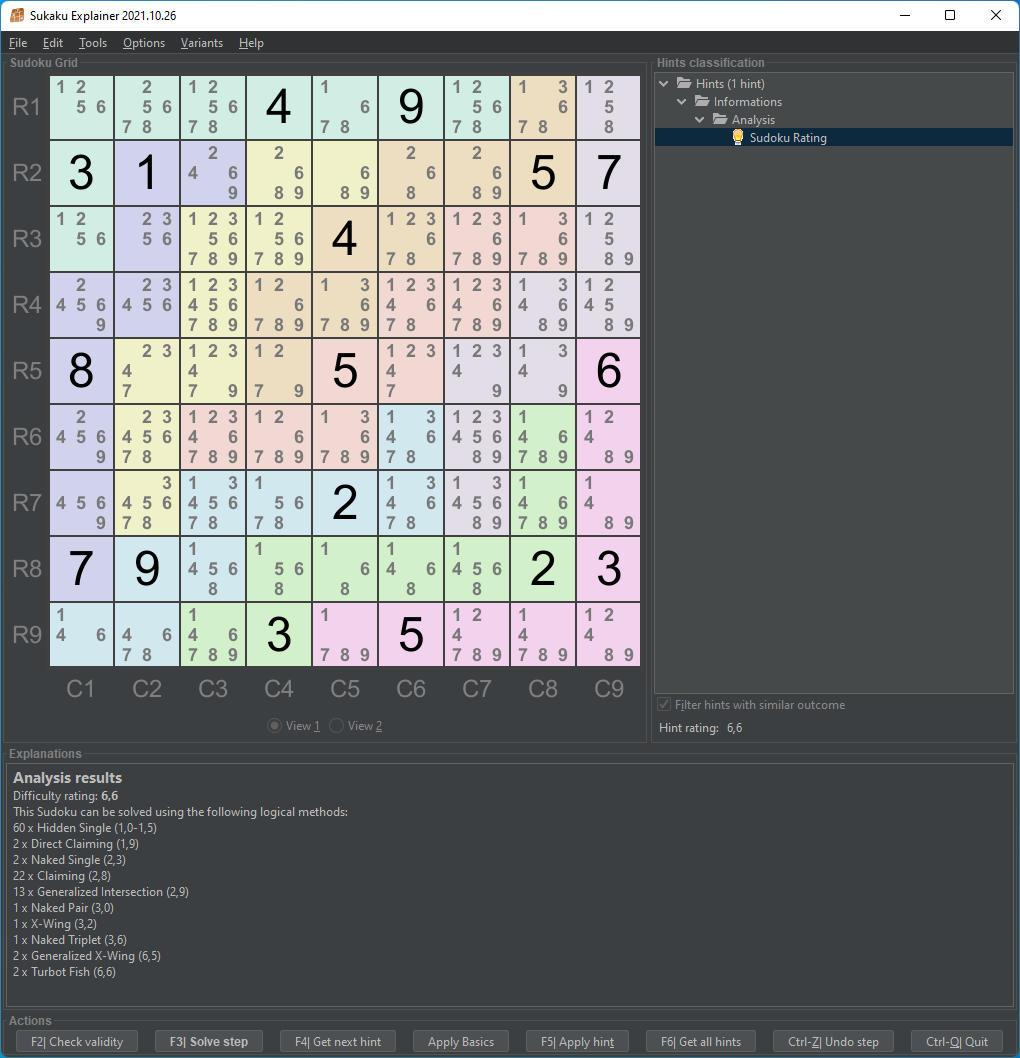 Sukaku Explainer 2021.10.26
File Edit Tools Options Variants Help
Sudoku Grid
1 2 2 1 2 1 1 2 1 3 1 2
R1 5 6 5 6 5 6 4 6 9 5 6 6 5
7 8 7 8 7 8 7 8 7 8 8
2 2 2 2
R2 3 1 4 6 6 6 6 6 5 7
9 8 9 8 9 8 8 9
1 2 2 3 1 2 3 1 2 1 2 3 1 2 3 1 3 1 2
R3 5 6 5 6 5 6 5 6 4 6 6 6 5
7 8 9 7 8 9 7 8 7 8 9 7 8 9 8 9
2 2 3 1 2 3 1 2 1 3 1 2 3 1 2 3 1 3 1 2
R4 4 5 6 4 5 6 4 5 6 6 6 4 6 4 6 4 6 4 5
9 7 8 9 7 8 9 7 8 9 7 8 7 8 9 8 9 8 9
2 3 1 2 3 1 2 1 2 3 1 2 3 1 3
R5 8 4 4 5 4 4 4 6
7 7 9 7 9 7 9 9
2 2 3 1 2 3 1 2 1 3 1 3 1 2 3 1 1 2
R6 4 5 6 4 5 6 4 6 6 6 4 6 4 5 6 4 6 4
9 7 8 7 8 9 7 8 9 7 8 9 7 8 8 9 7 8 9 8 9
3 1 3 1 1 3 1 3 1 1
R7 4 5 6 4 5 6 4 5 6 5 6 2 4 6 4 5 6 4 6 4
9 7 8 7 8 7 8 7 8 8 9 7 8 9 8 9
1 1 1 1 1
R8 7 9 4 5 6 5 6 6 4 6 4 5 6 2 3
8 8 8 8 8
1 1 1 1 2 1 1 2
R9 4 6 4 6 4 6 3 5 4 4 4
7 8 7 8 9 7 8 9 7 8 9 7 8 9 8 9
C1 C2 C3 C4 C5 C6 C7 C8 C9
View 1 View 2
Hints classification
Hints (1 hint)
Informations
Analysis
Sudoku Rating
Filter hints with similar outcome
Hint rating: 6,6
Explanations
Analysis results
Difficulty rating: 6,6
This Sudoku can be solved using the following logical methods:
60 x Hidden Single (1,0-1,5)
2 x Direct Claiming (1,9)
2 x Naked Single (2,3)
22 x Claiming (2,8)
13 x Generalized Intersection (2,9)
1 x Naked Pair (3,0)
1 x X-Wing (3,2)
1 x Naked Triplet (3,6)
2 x Generalized X-Wing (6,5)
2 x Turbot Fish (6,6)
Actions
F2| Check validity F3| Solve step F4| Get next hint Apply Basics F5| Apply hint F6| Get all hints Ctrl-Z| Undo step Ctrl-Q| Quit